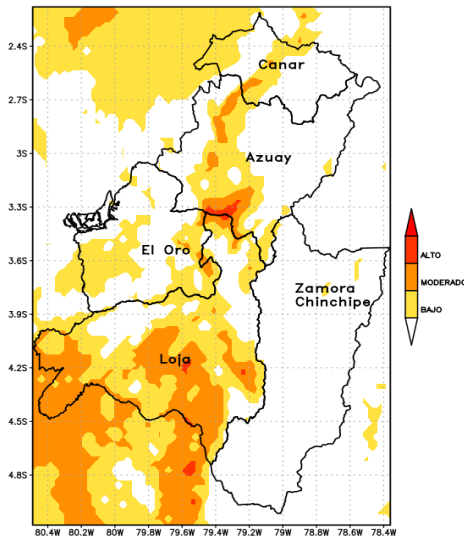 2.4S
Canar
2.7S
3S
Azuay
3.3S
El Oro
ALTO
3.6S
MODERADO
Zamora
Chinchipe
BAJO
3.9S
Loja
4.2S
4.5S
4.8S
80.4W 80.2W 80W 79.8W 79.6W 79.4W 79.2W 79W 78.8W 78.6W 78.4W